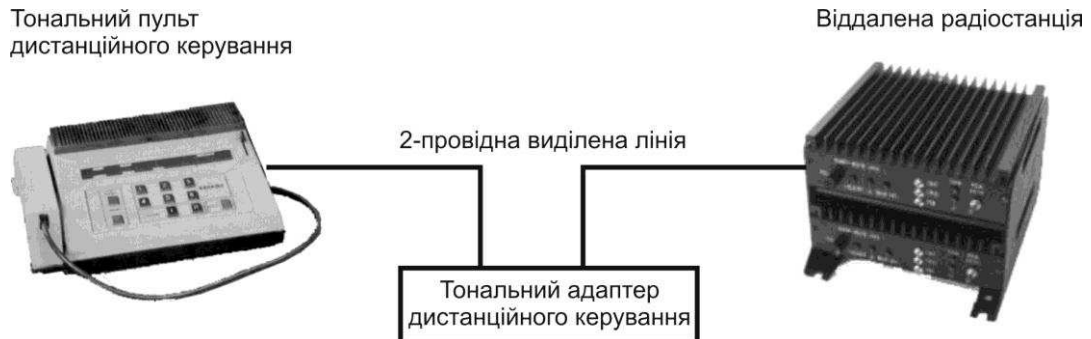 Тональний пульт
дистанційного керування
Віддалена радіостанція
2-провідна виділена лінія
Тональний адаптер
дистанційного керування